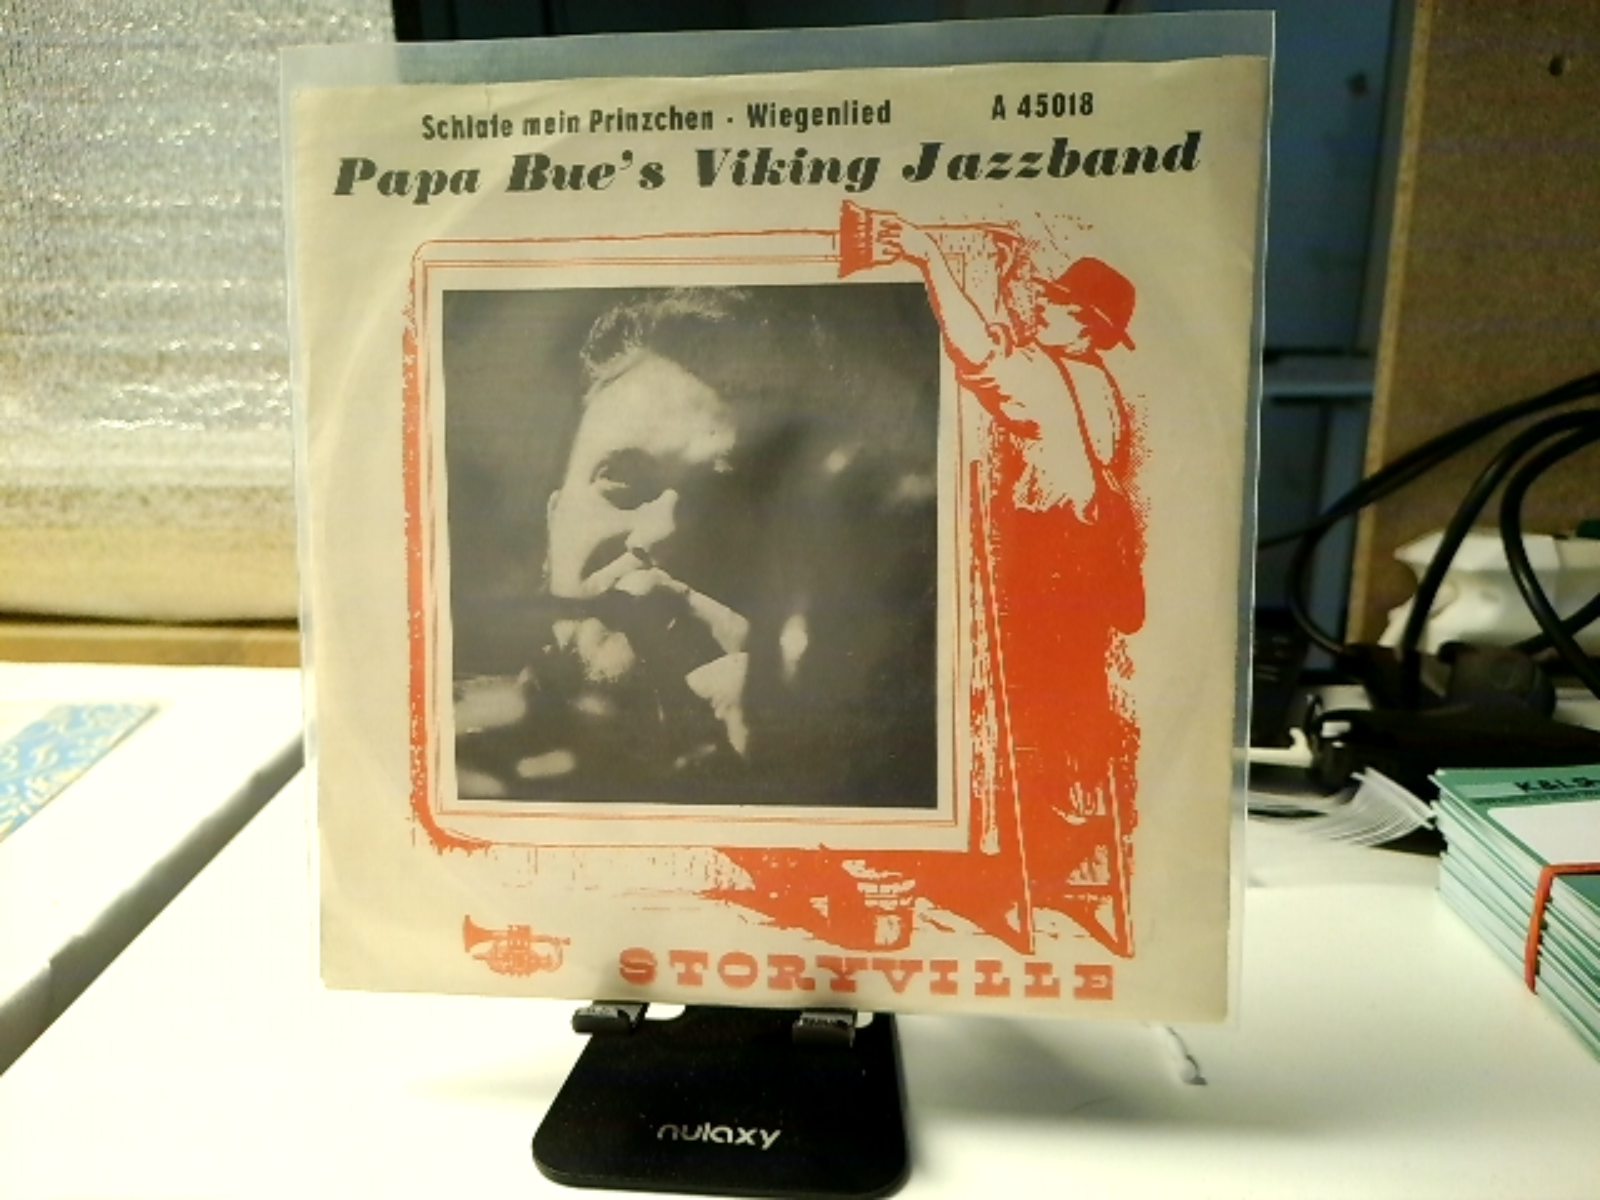 Schlafe mein Prinzchen - Wiegenlied A 45018
Papa Bue's Viking Jazzband
STORYVILLE
nulaxy